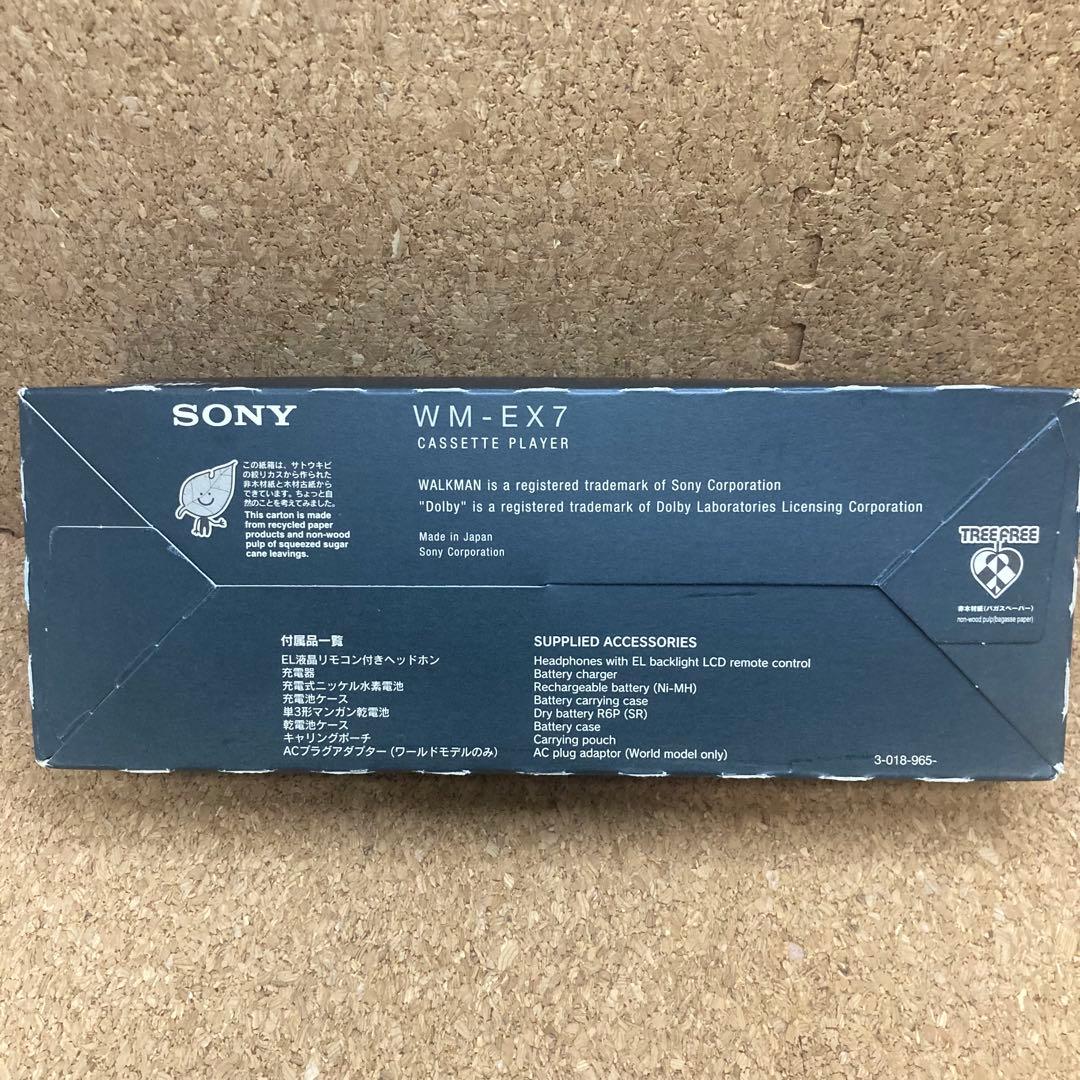 SONY
WM-EX7
CASSETTE PLAYER
この紙箱は、サトウキビ
の絞りカスから作られた
非木材紙と木材古紙から
できています。ちょっと自
然のことを考えてみました。
This carton is made
from recycled paper
products and non-wood
pulp of squeezed sugar
cane leavings.
WALKMAN is a registered trademark of Sony Corporation
"Dolby" is a registered trademark of Dolby Laboratories Licensing Corporation
Made in Japan
Sony Corporation
TREE FREE
非木材紙(バガスペーパー)
non-wood pulp(bagasse paper)
付属品一覧
EL液晶リモコン付きヘッドホン
充電器
充電式ニッケル水素電池
充電池ケース
単3形マンガン乾電池
乾電池ケース
キャリングポーチ
ACプラグアダプター(ワールドモデルのみ)
SUPPLIED ACCESSORIES
Headphones with EL backlight LCD remote control
Battery charger
Rechargeable battery (Ni-MH)
Battery carrying case
Dry battery R6P (SR)
Battery case
Carrying pouch
AC plug adaptor (World model only)
3-018-965-